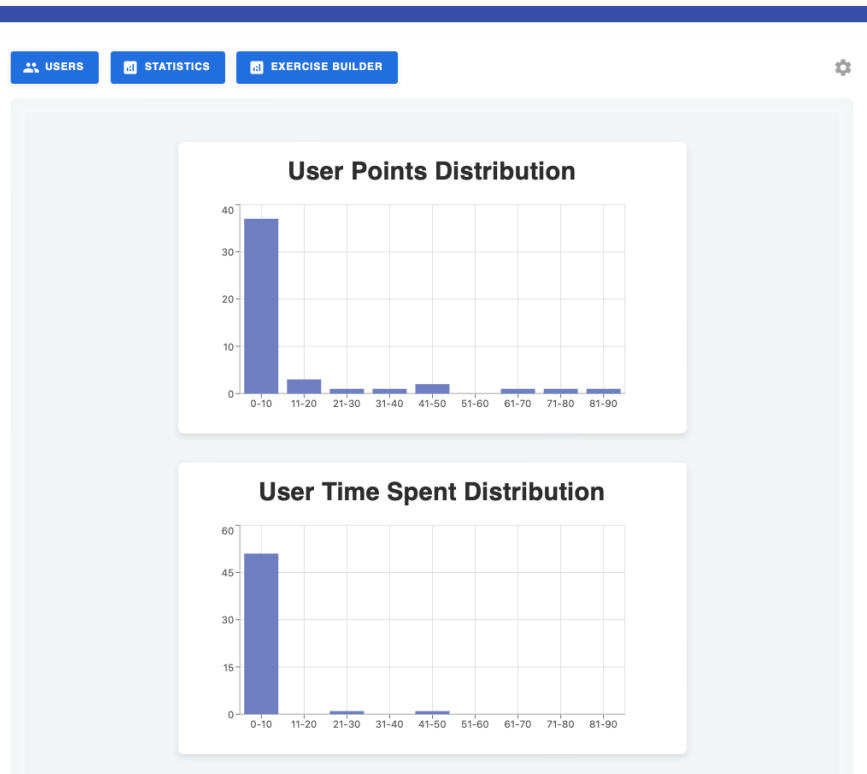 USERS STATISTICS EXERCISE BUILDER
User Points Distribution
40
30
20
10
0
0-10 11-20 21-30 31-40 41-50 51-60 61-70 71-80 81-90
User Time Spent Distribution
60
45
30
15
0
0-10 11-20 21-30 31-40 41-50 51-60 61-70 71-80 81-90